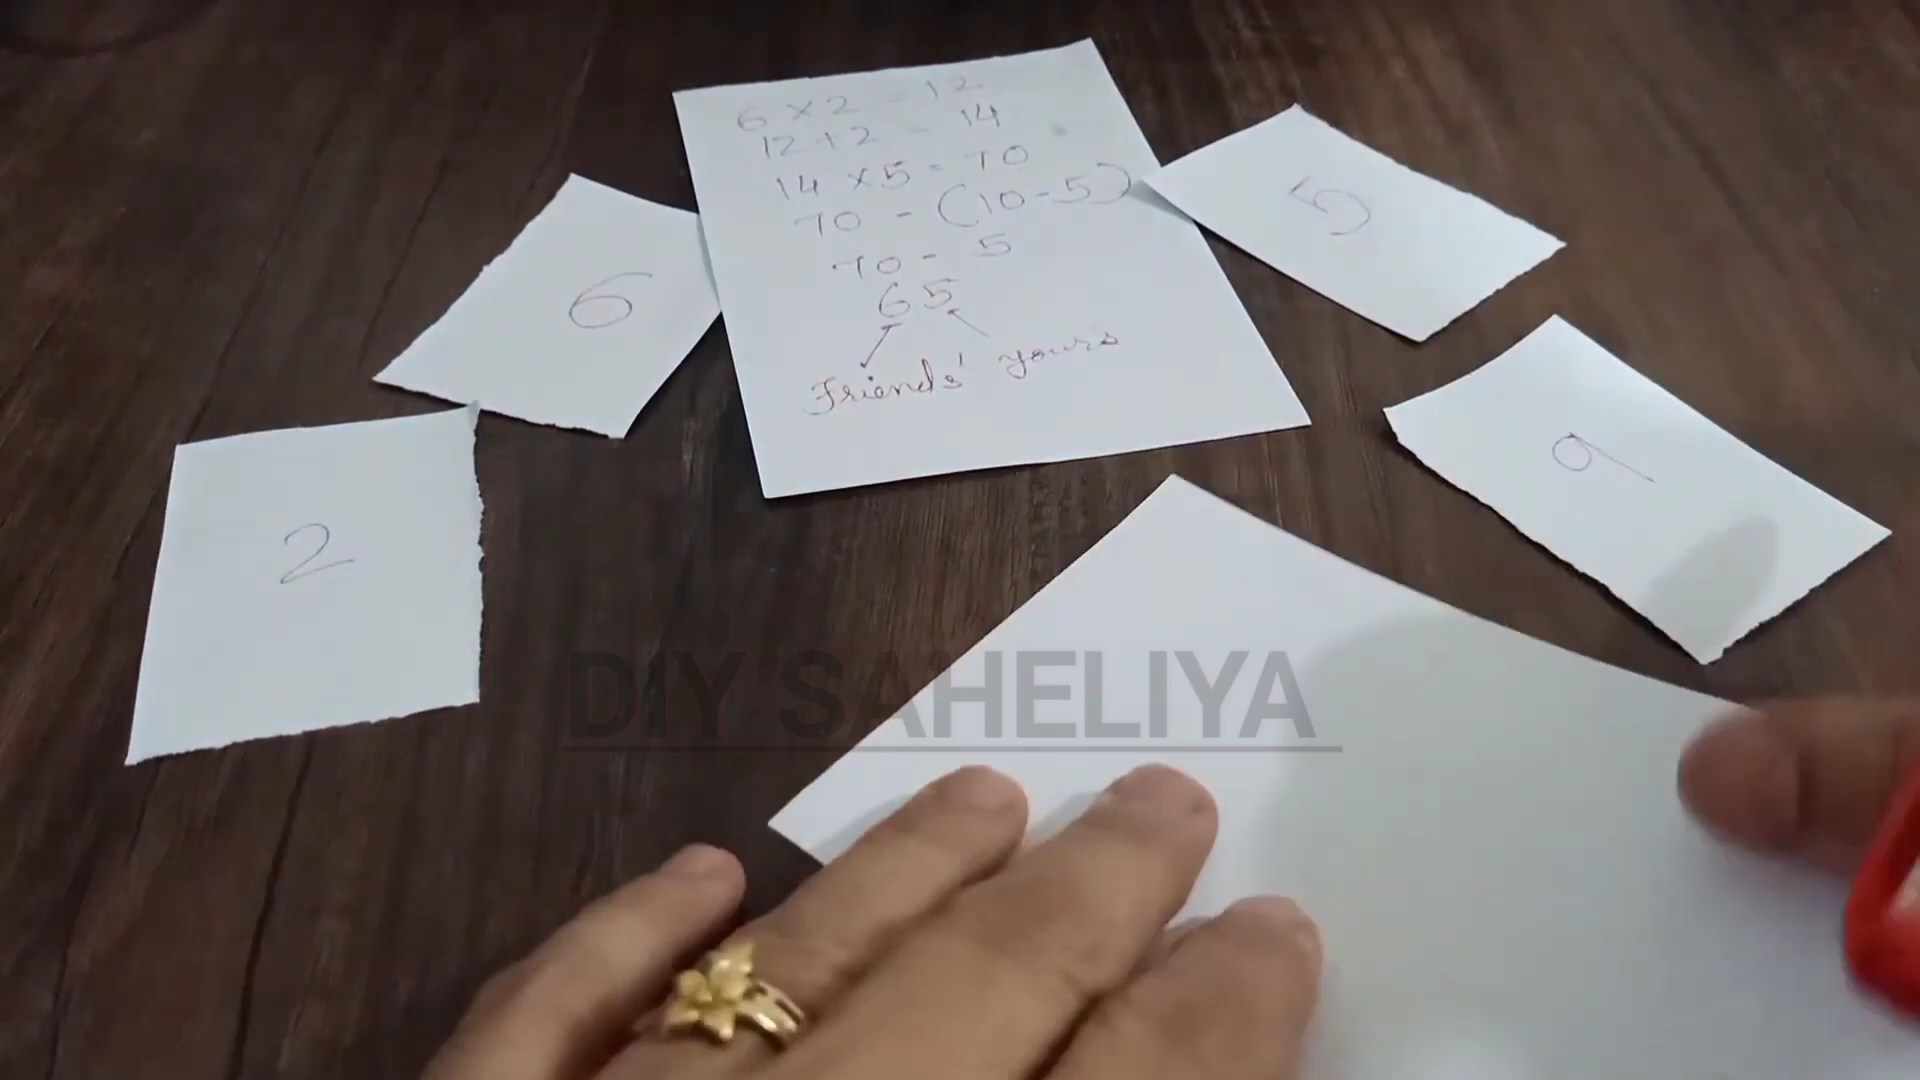 6 × 2 = 12
12 + 2 = 14
14 × 5 = 70
70 - (10-5)
70 - 5
65
Friends' yours
6
5
2
9
DIY SAHELIYA